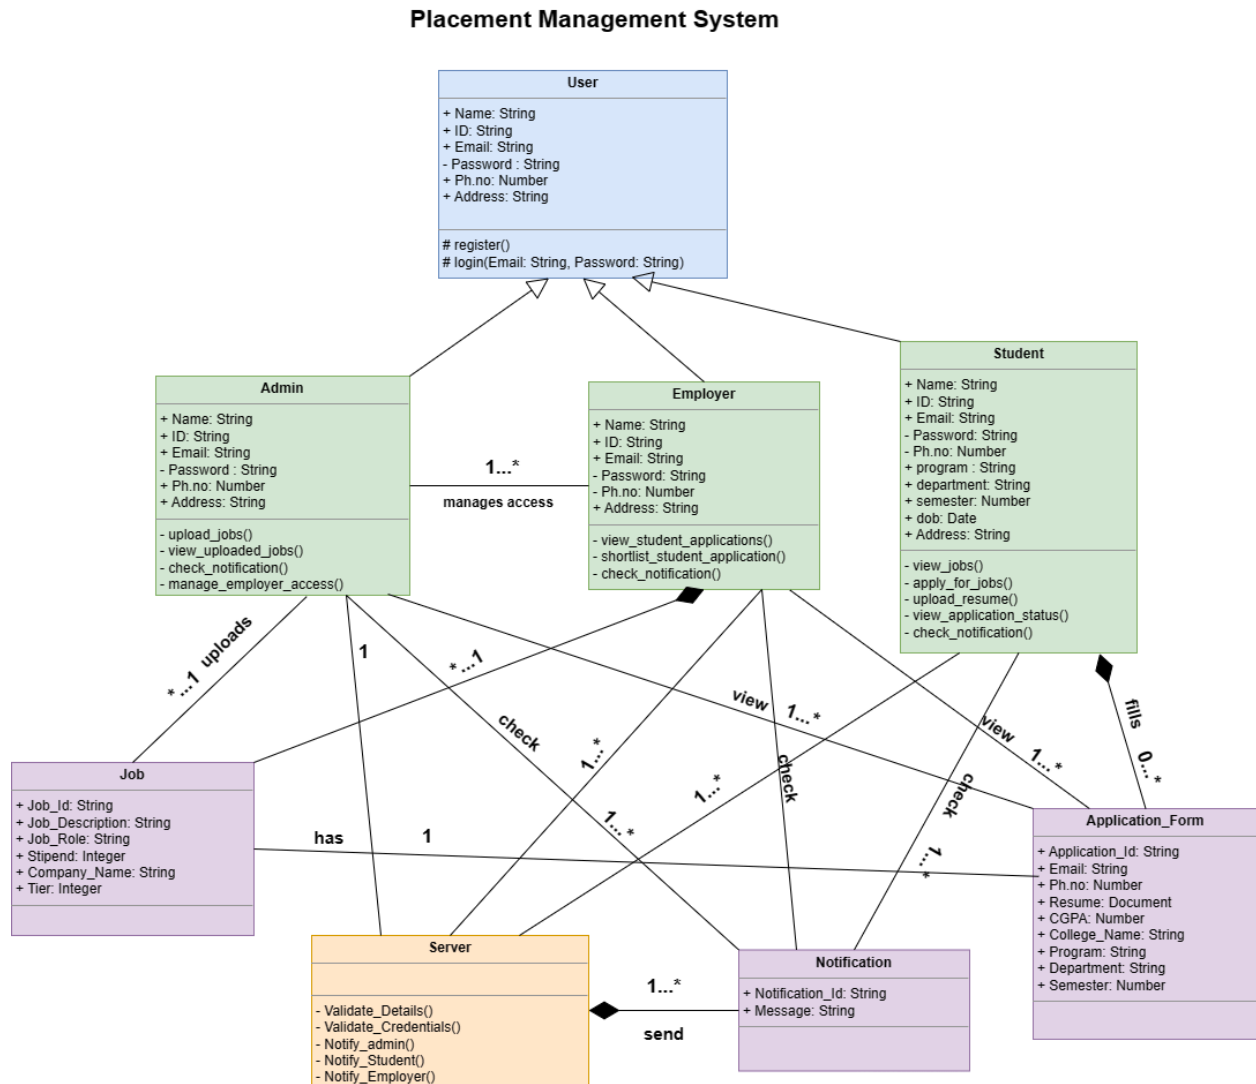 Placement Management System
User
+ Name: String
+ ID: String
+ Email: String
- Password : String
+ Ph.no: Number
+ Address: String
# register()
# login(Email: String, Password: String)
Admin
+ Name: String
+ ID: String
+ Email: String
- Password : String
+ Ph.no: Number
+ Address: String
- upload_jobs()
- view_uploaded_jobs()
- check_notification()
- manage_employer_access()
1...*
manages access
Employer
+ Name: String
+ ID: String
+ Email: String
- Password: String
- Ph.no: Number
+ Address: String
- view_student_applications()
- shortlist_student_application()
- check_notification()
Student
+ Name: String
+ ID: String
+ Email: String
- Password: String
- Ph.no: Number
+ program : String
+ department: String
+ semester: Number
+ dob: Date
+ Address: String
- view_jobs()
- apply_for_jobs()
- upload_resume()
- view_application_status()
- check_notification()
*...1 uploads
1
*...1
check
1...*
1...*
view 1...*
check
view 1...*
1...*
check
1...*
fills 0...*
Job
+ Job_Id: String
+ Job_Description: String
+ Job_Role: String
+ Stipend: Integer
+ Company_Name: String
+ Tier: Integer
has 1
Application_Form
+ Application_Id: String
+ Email: String
+ Ph.no: Number
+ Resume: Document
+ CGPA: Number
+ College_Name: String
+ Program: String
+ Department: String
+ Semester: Number
Server
- Validate_Details()
- Validate_Credentials()
- Notify_admin()
- Notify_Student()
- Notify_Employer()
1...*
send
Notification
+ Notification_Id: String
+ Message: String